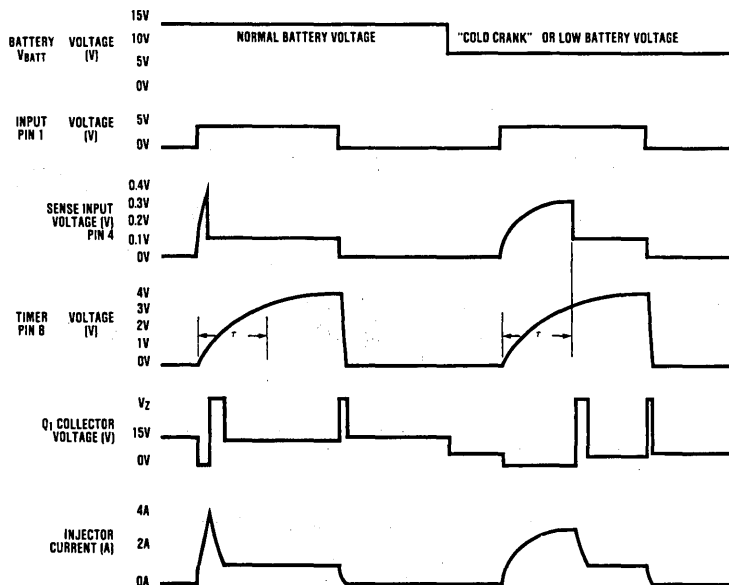 BATTERY VOLTAGE
VBATT (V)
15V
10V
5V
0V
NORMAL BATTERY VOLTAGE
"COLD CRANK" OR LOW BATTERY VOLTAGE
INPUT VOLTAGE
PIN 1 (V)
5V
0V
SENSE INPUT
VOLTAGE (V)
PIN 4
0.4V
0.3V
0.2V
0.1V
0V
TIMER VOLTAGE
PIN 8 (V)
4V
3V
2V
1V
0V
τ
τ
Q1 COLLECTOR
VOLTAGE (V)
VZ
15V
0V
INJECTOR
CURRENT (A)
4A
2A
0A